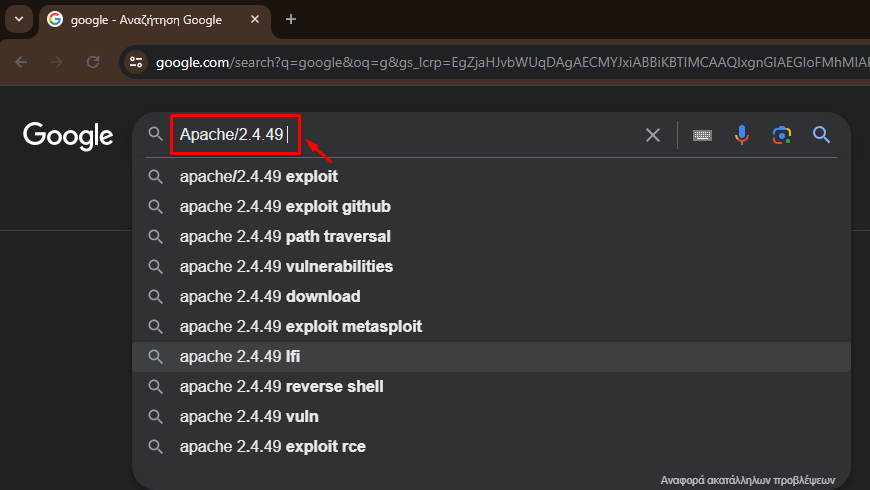 google - Αναζήτηση Google
google.com/search?q=google&oq=g&gs_lcrp=EgZjaHJvbWUqDAgAECMYJxiABBiKBTIMCAAQIxgnGIAEGIoFMhMIA
Google
Apache/2.4.49
apache/2.4.49 exploit
apache 2.4.49 exploit github
apache 2.4.49 path traversal
apache 2.4.49 vulnerabilities
apache 2.4.49 download
apache 2.4.49 exploit metasploit
apache 2.4.49 lfi
apache 2.4.49 reverse shell
apache 2.4.49 vuln
apache 2.4.49 exploit rce
Αναφορά ακατάλληλων προβλέψεων